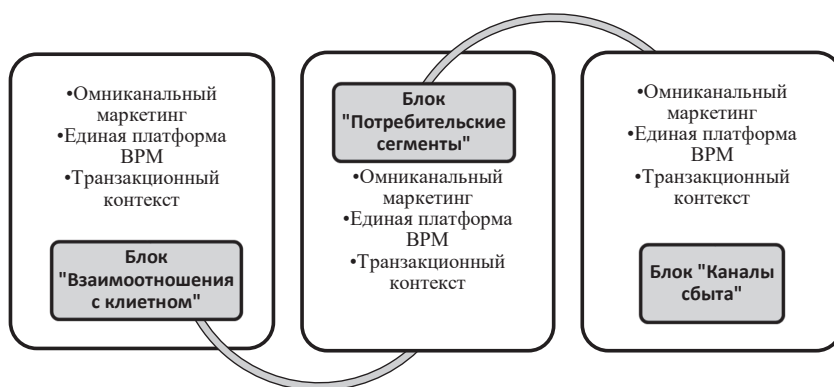 •Омниканальный
маркетинг
•Единая платформа
BPM
•Транзакционный
контекст
Блок
"Взаимоотношения
с клиетном"
Блок
"Потребительские
сегменты"
•Омниканальный
маркетинг
•Единая платформа
BPM
•Транзакционный
контекст
•Омниканальный
маркетинг
•Единая платформа
BPM
•Транзакционный
контекст
Блок "Каналы
сбыта"